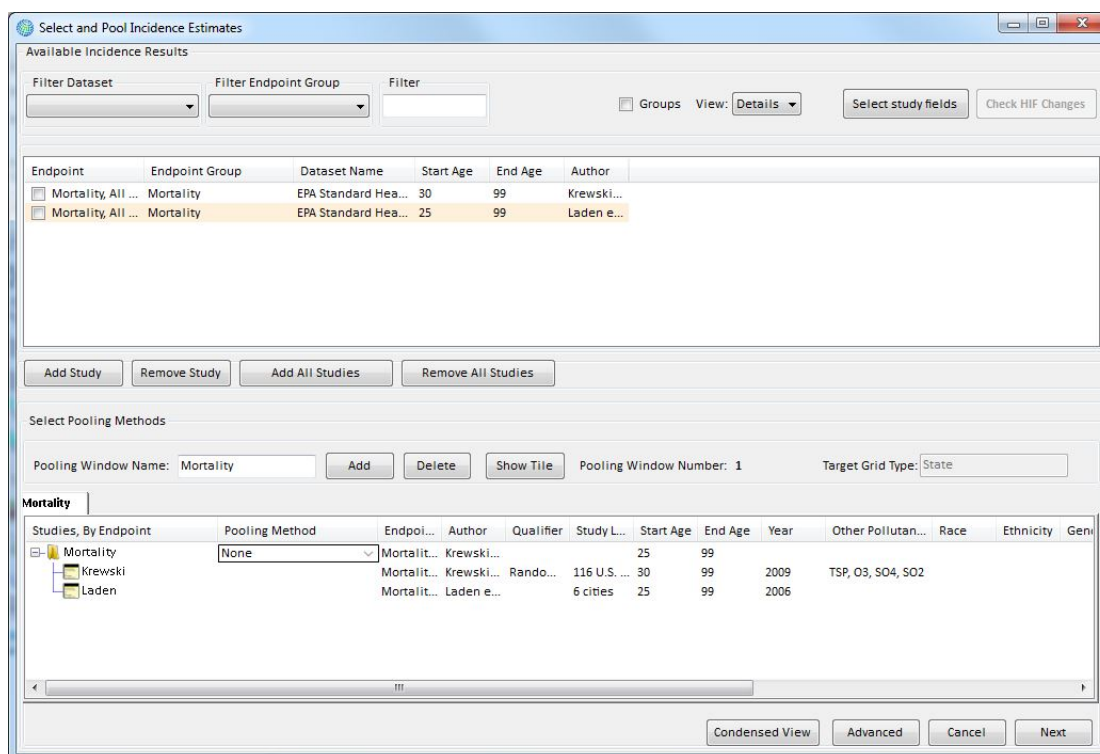 Select and Pool Incidence Estimates
Available Incidence Results
Filter Dataset Filter Endpoint Group Filter
Groups View: Details Select study fields Check HIF Changes
Endpoint Endpoint Group Dataset Name Start Age End Age Author
Mortality, All ... Mortality EPA Standard Hea... 30 99 Krewski...
Mortality, All ... Mortality EPA Standard Hea... 25 99 Laden e...
Add Study Remove Study Add All Studies Remove All Studies
Select Pooling Methods
Pooling Window Name: Mortality Add Delete Show Tile Pooling Window Number: 1 Target Grid Type: State
Mortality
Studies, By Endpoint Pooling Method Endpoi... Author Qualifier Study L... Start Age End Age Year Other Pollutan... Race Ethnicity Gen
Mortality None Mortalit... Krewski... 25 99
Krewski Mortalit... Krewski... Rando... 116 U.S. ... 30 99 2009 TSP, O3, SO4, SO2
Laden Mortalit... Laden e... 6 cities 25 99 2006
Condensed View Advanced Cancel Next